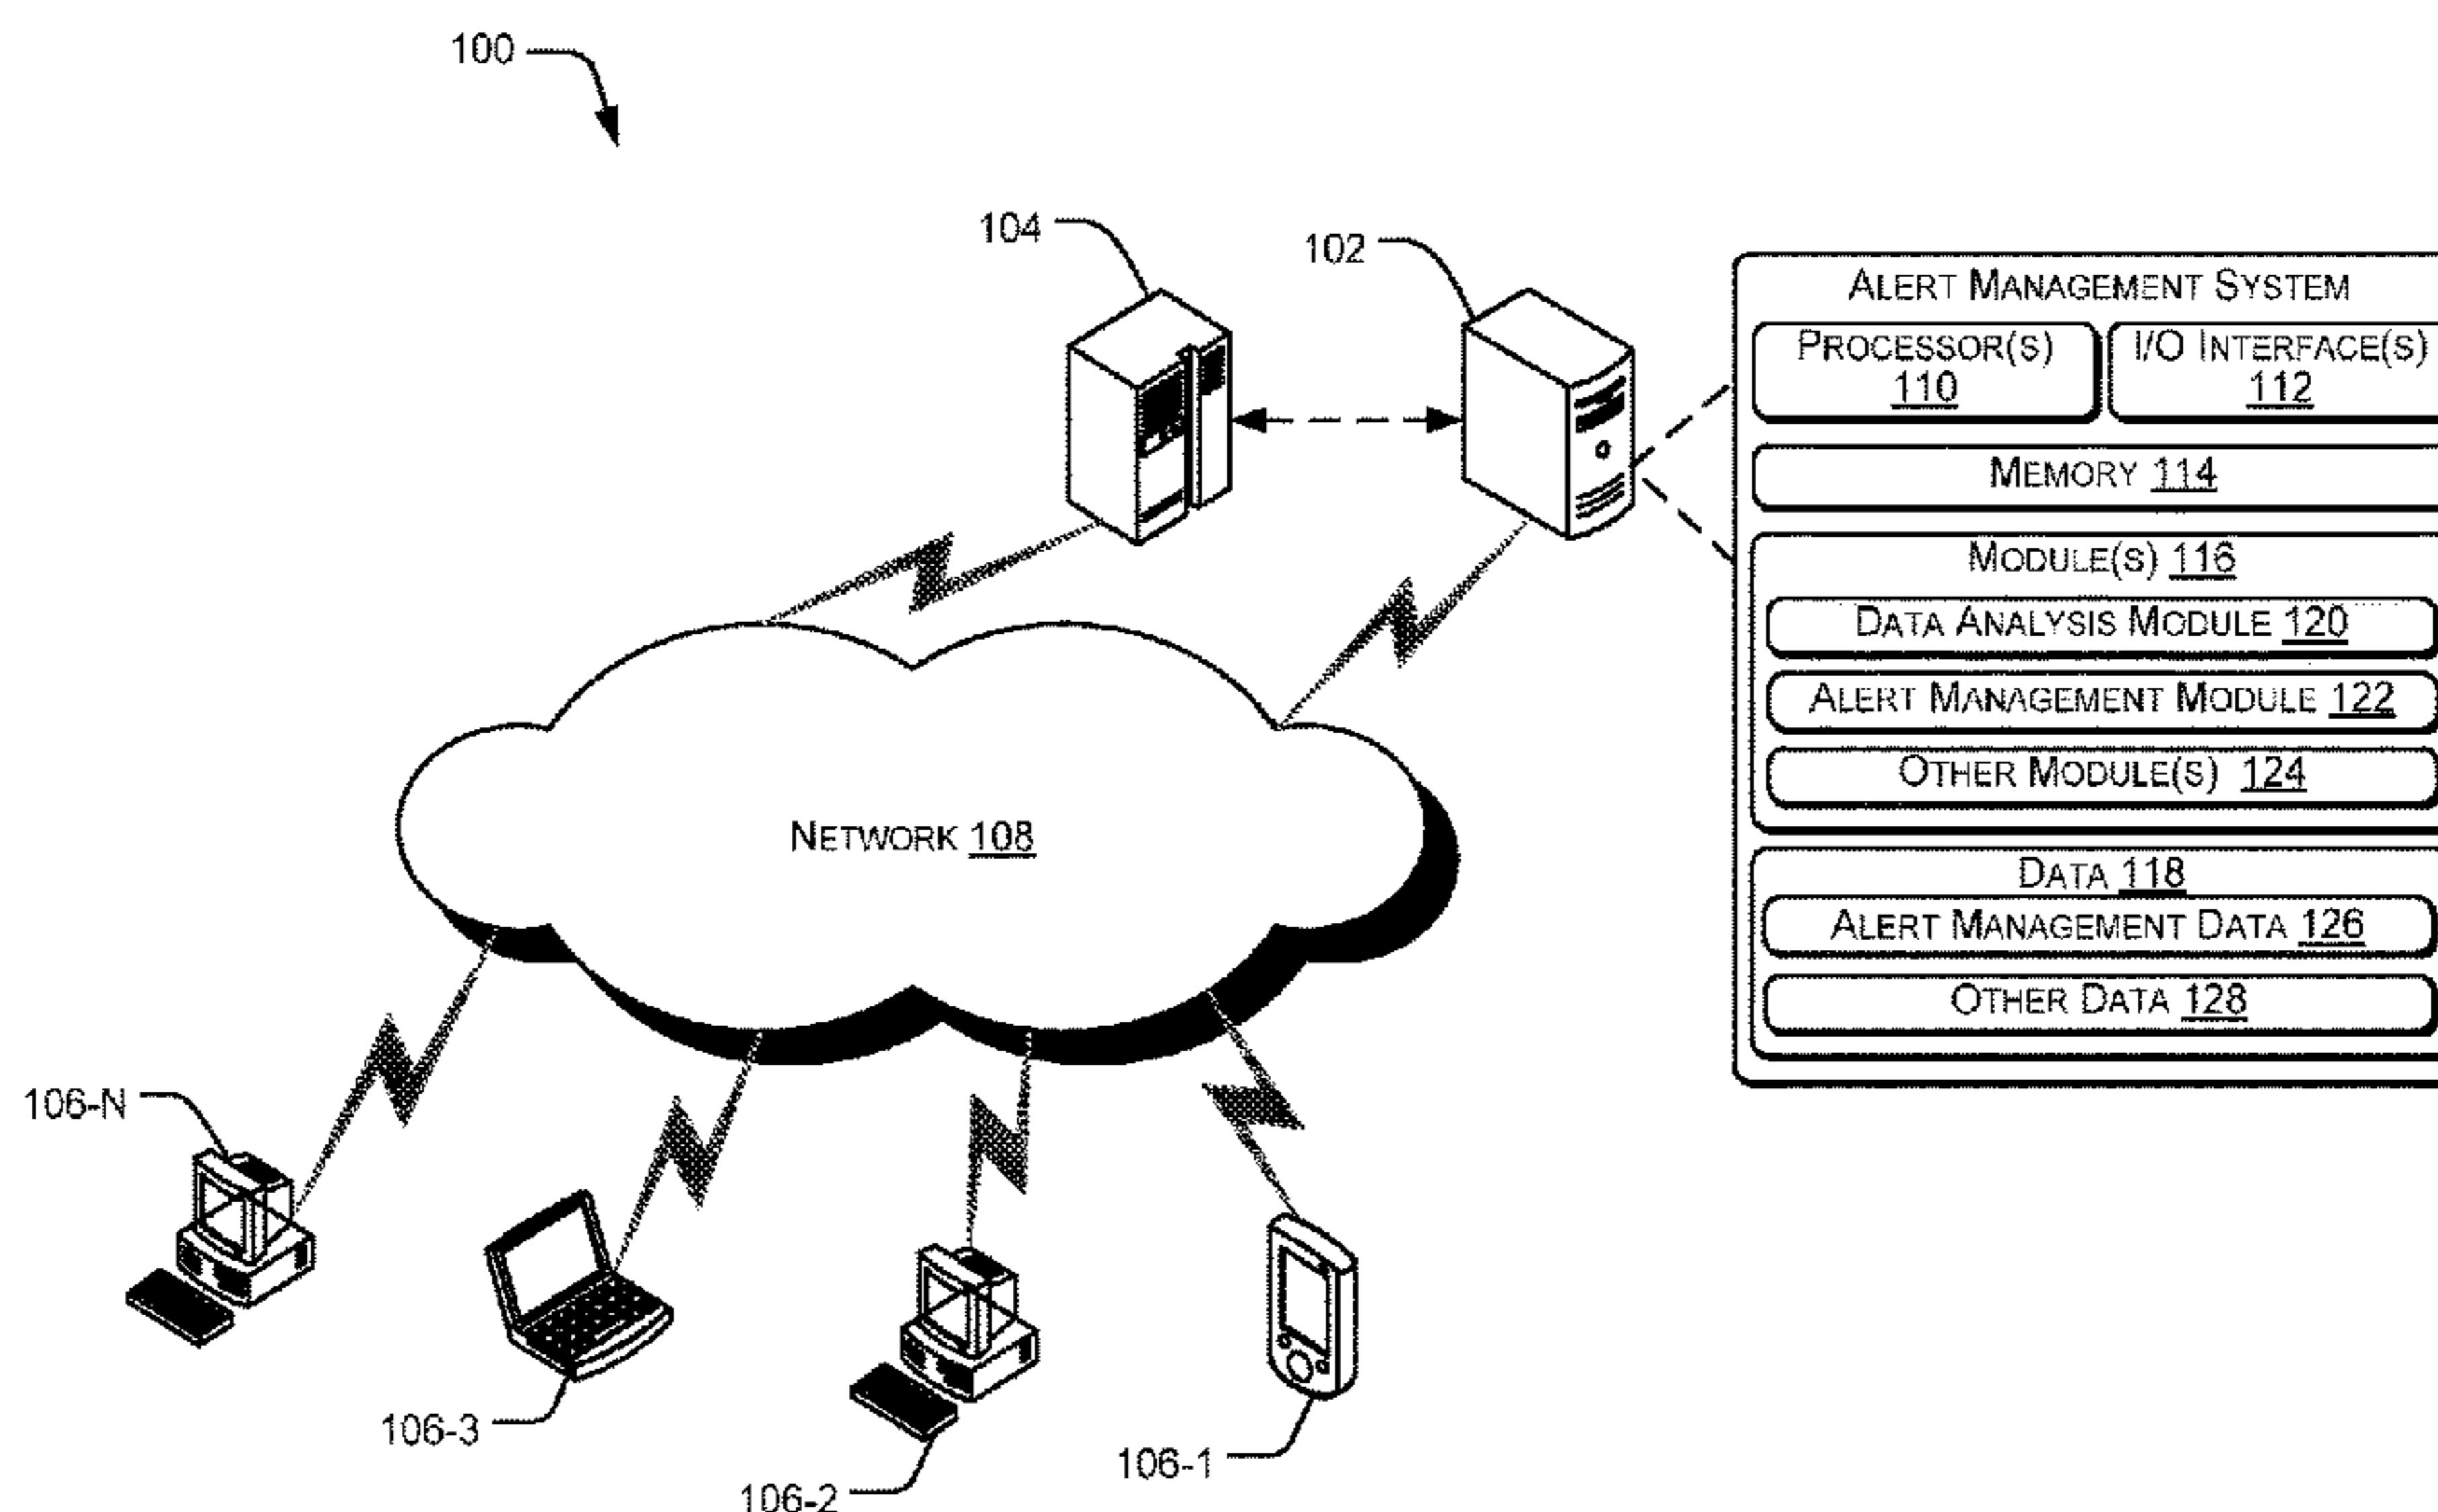 100
104
102
ALERT MANAGEMENT SYSTEM
PROCESSOR(S)
110
I/O INTERFACE(S)
112
MEMORY 114
MODULE(S) 116
DATA ANALYSIS MODULE 120
ALERT MANAGEMENT MODULE 122
OTHER MODULE(S) 124
NETWORK 108
DATA 118
ALERT MANAGEMENT DATA 126
OTHER DATA 128
106-N
106-3
106-2
106-1